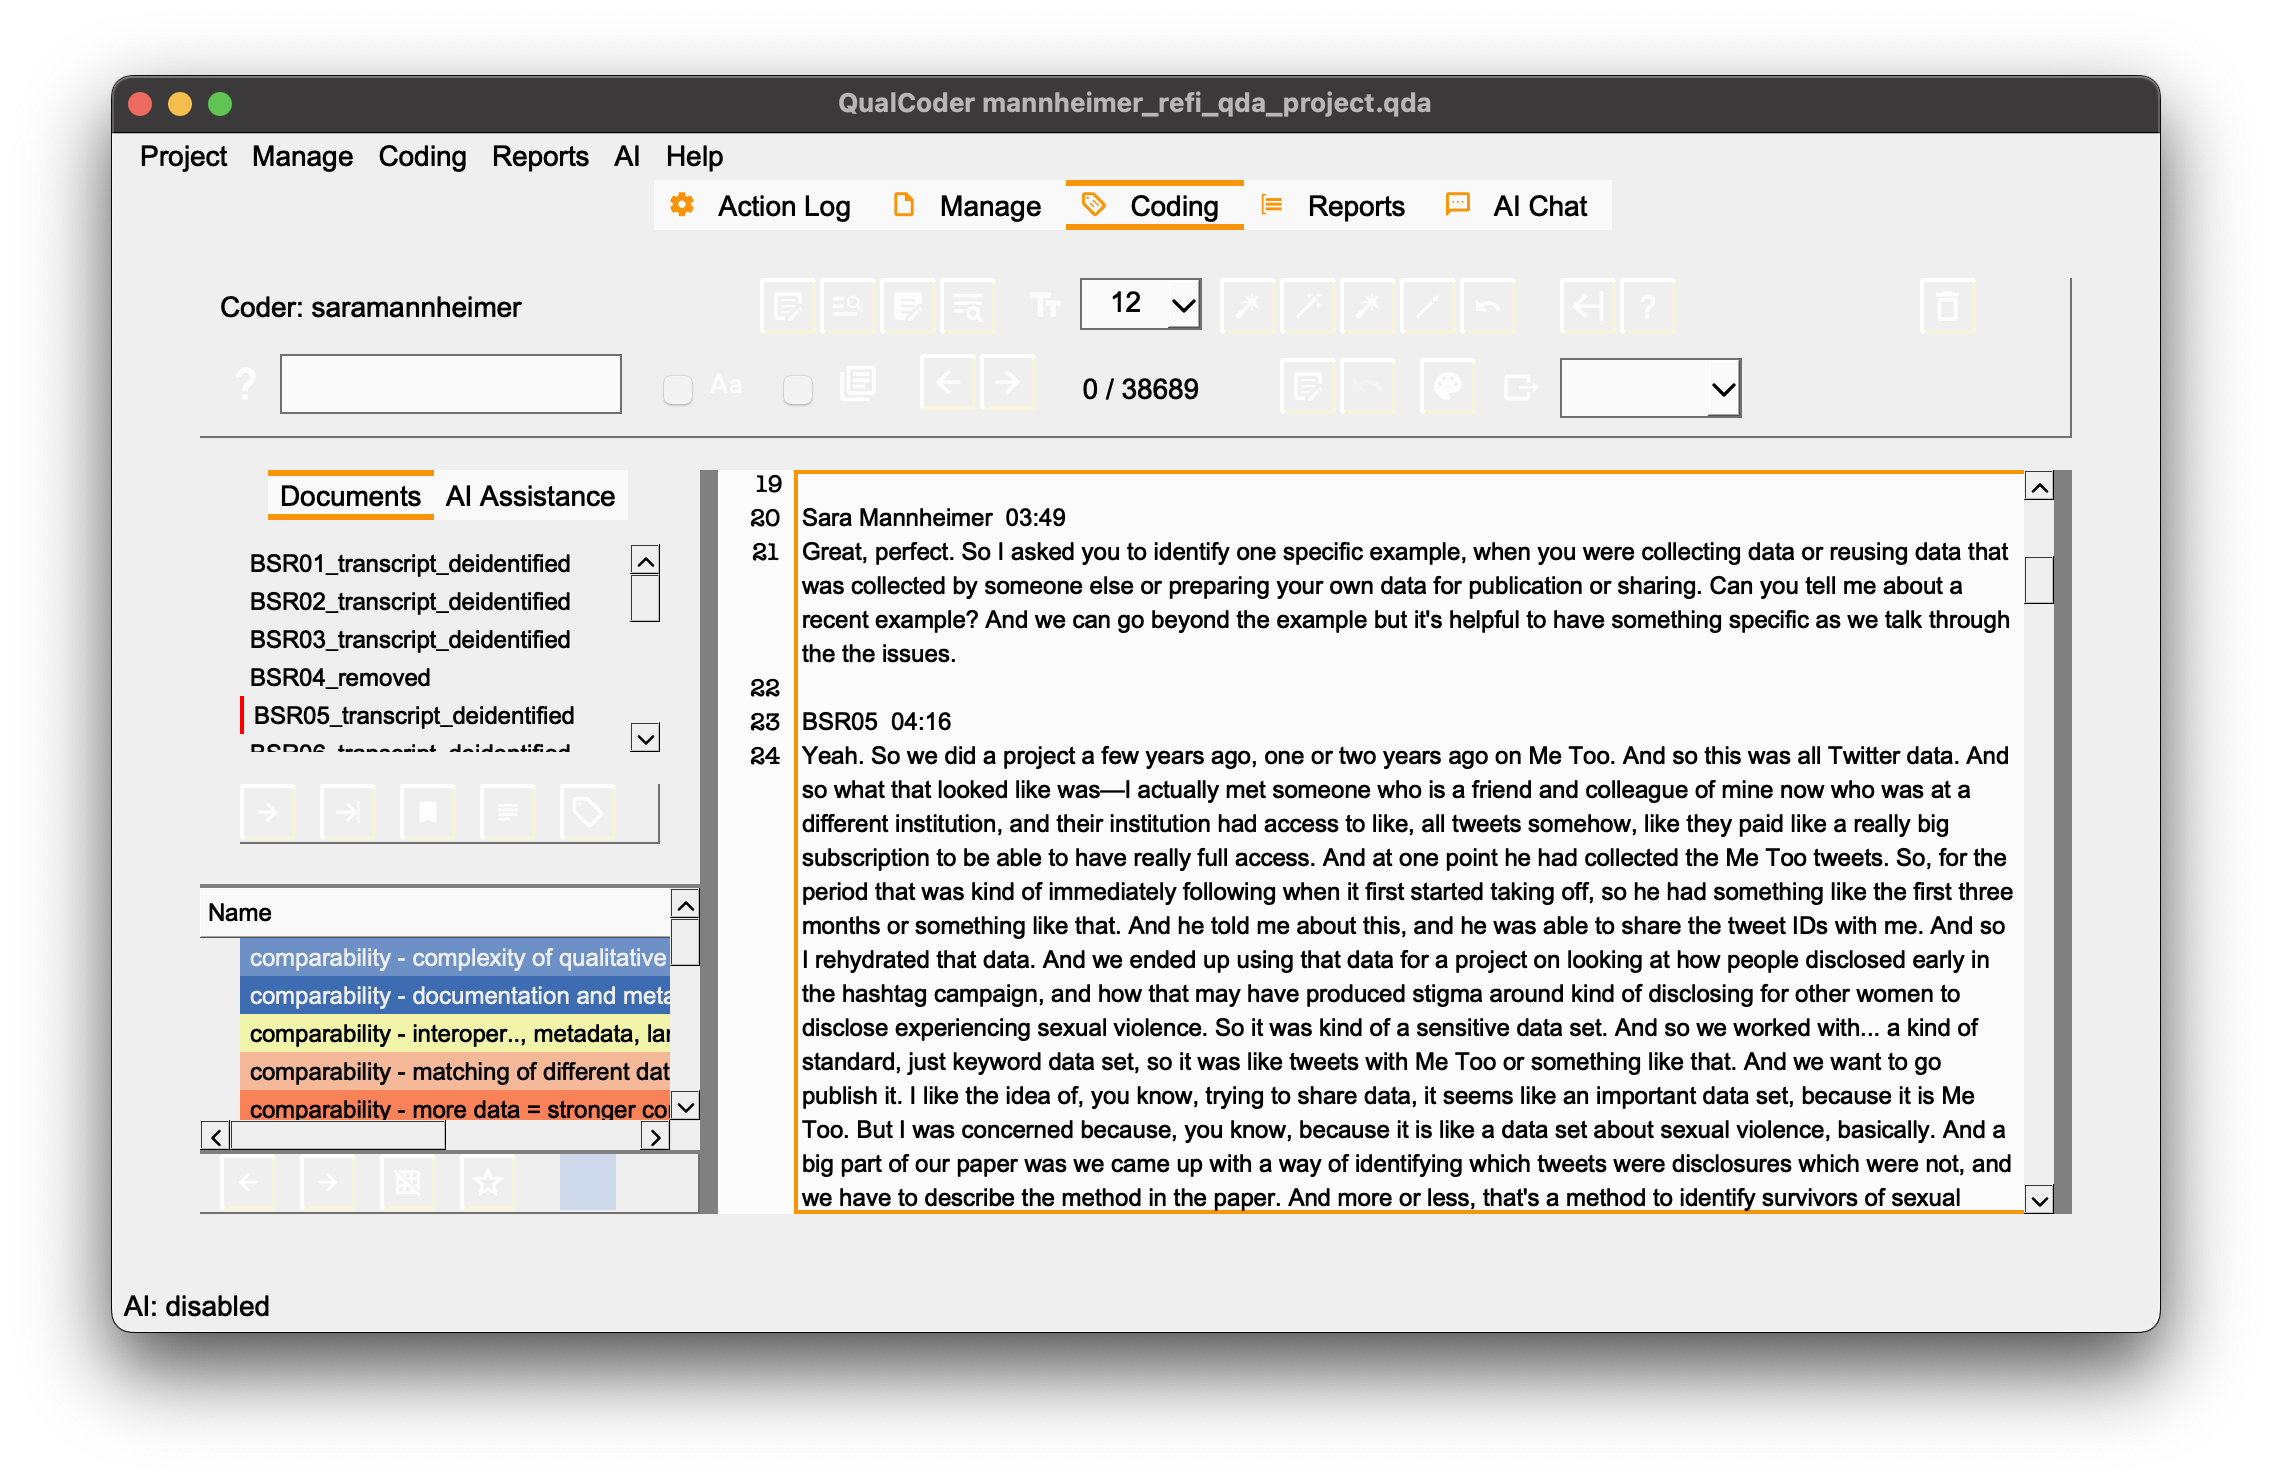 QualCoder mannheimer_refi_qda_project.qda
Project Manage Coding Reports AI Help
Action Log Manage Coding Reports AI Chat
Coder: saramannheimer
Tr 12 ?
? Aa 0 / 38689
Documents AI Assistance
BSR01_transcript_deidentified
BSR02_transcript_deidentified
BSR03_transcript_deidentified
BSR04_removed
BSR05_transcript_deidentified
BSR06_transcript_deidentified
Name
comparability - complexity of qualitative
comparability - documentation and meta
comparability - interoper.., metadata, lan
comparability - matching of different dat
comparability - more data = stronger co
19
20 Sara Mannheimer 03:49
21 Great, perfect. So I asked you to identify one specific example, when you were collecting data or reusing data that
was collected by someone else or preparing your own data for publication or sharing. Can you tell me about a
recent example? And we can go beyond the example but it's helpful to have something specific as we talk through
the the issues.
22
23 BSR05 04:16
24 Yeah. So we did a project a few years ago, one or two years ago on Me Too. And so this was all Twitter data. And
so what that looked like was—I actually met someone who is a friend and colleague of mine now who was at a
different institution, and their institution had access to like, all tweets somehow, like they paid like a really big
subscription to be able to have really full access. And at one point he had collected the Me Too tweets. So, for the
period that was kind of immediately following when it first started taking off, so he had something like the first three
months or something like that. And he told me about this, and he was able to share the tweet IDs with me. And so
I rehydrated that data. And we ended up using that data for a project on looking at how people disclosed early in
the hashtag campaign, and how that may have produced stigma around kind of disclosing for other women to
disclose experiencing sexual violence. So it was kind of a sensitive data set. And so we worked with... a kind of
standard, just keyword data set, so it was like tweets with Me Too or something like that. And we want to go
publish it. I like the idea of, you know, trying to share data, it seems like an important data set, because it is Me
Too. But I was concerned because, you know, because it is like a data set about sexual violence, basically. And a
big part of our paper was we came up with a way of identifying which tweets were disclosures which were not, and
we have to describe the method in the paper. And more or less, that's a method to identify survivors of sexual
AI: disabled